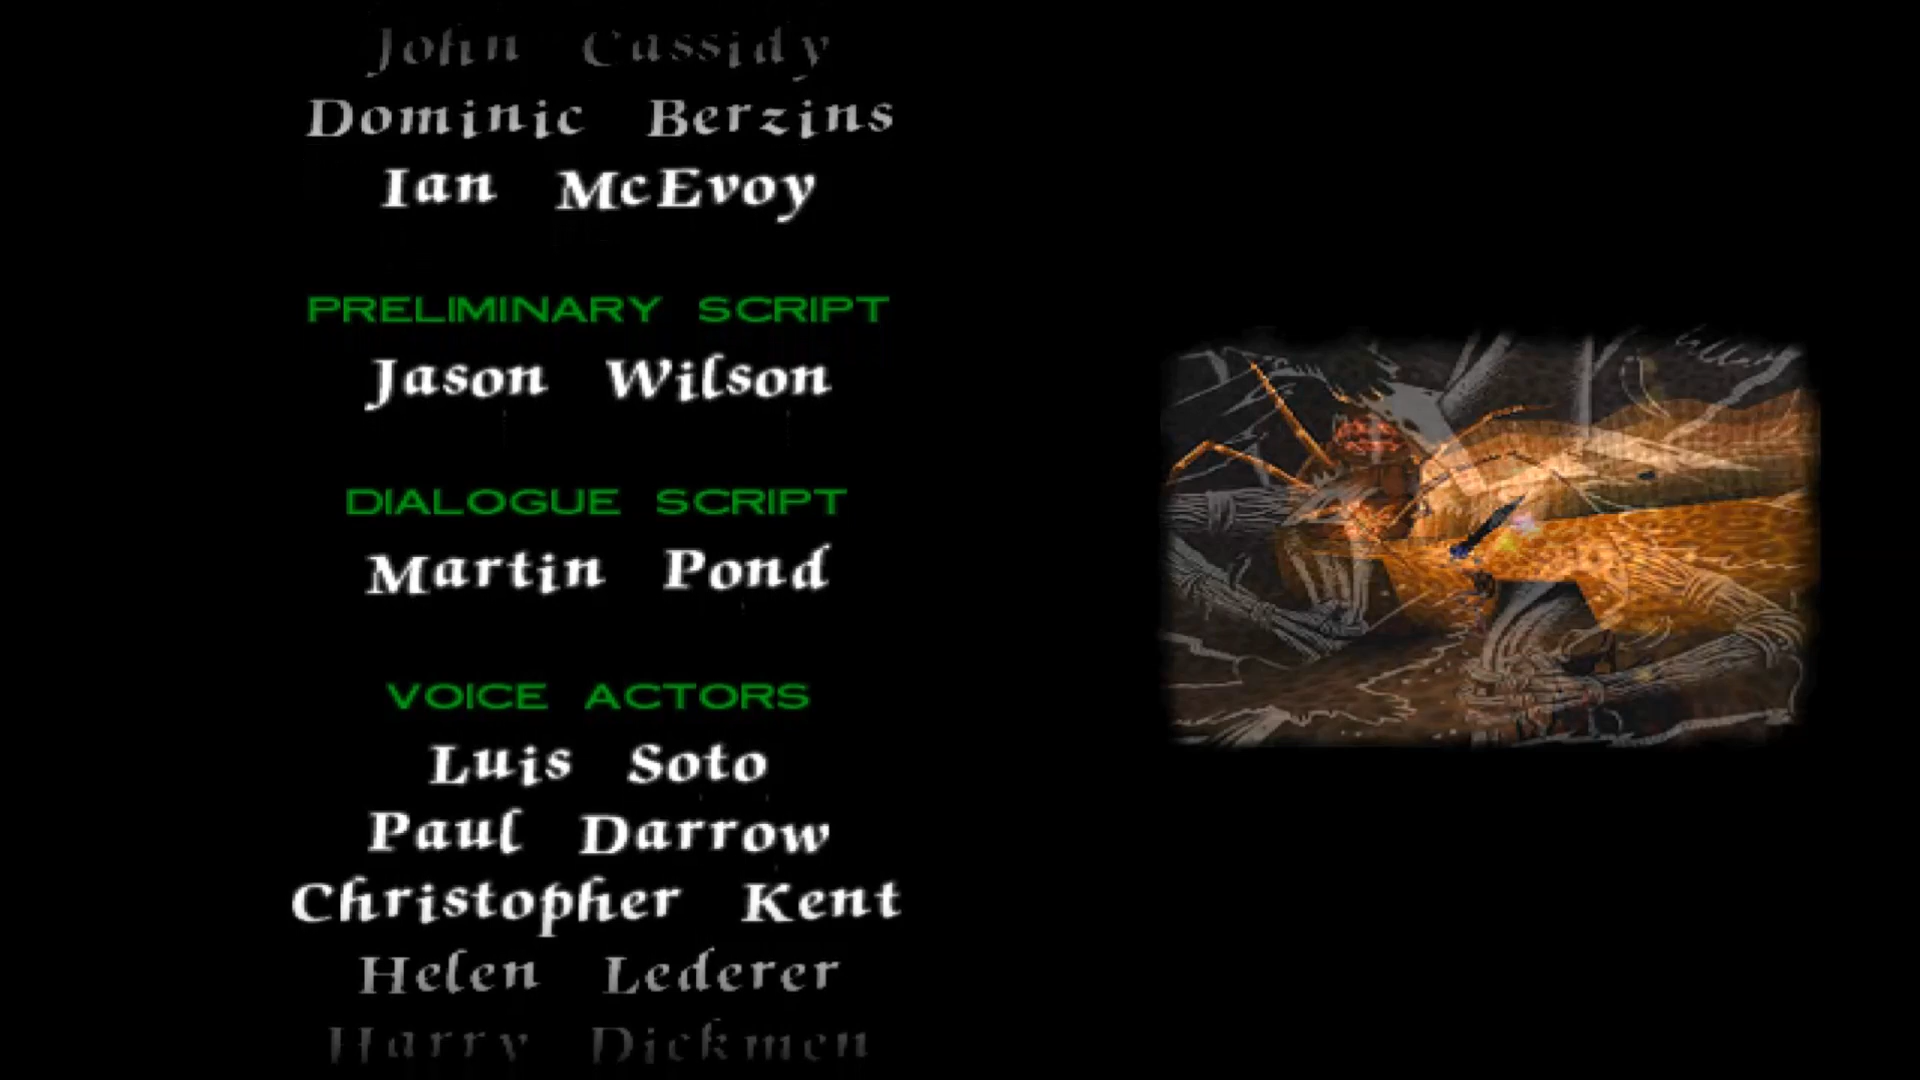 John Cassidy
Dominic Berzins
Ian McEvoy
PRELIMINARY SCRIPT
Jason Wilson
DIALOGUE SCRIPT
Martin Pond
VOICE ACTORS
Luis Soto
Paul Darrow
Christopher Kent
Helen Lederer
Harry Dickmen